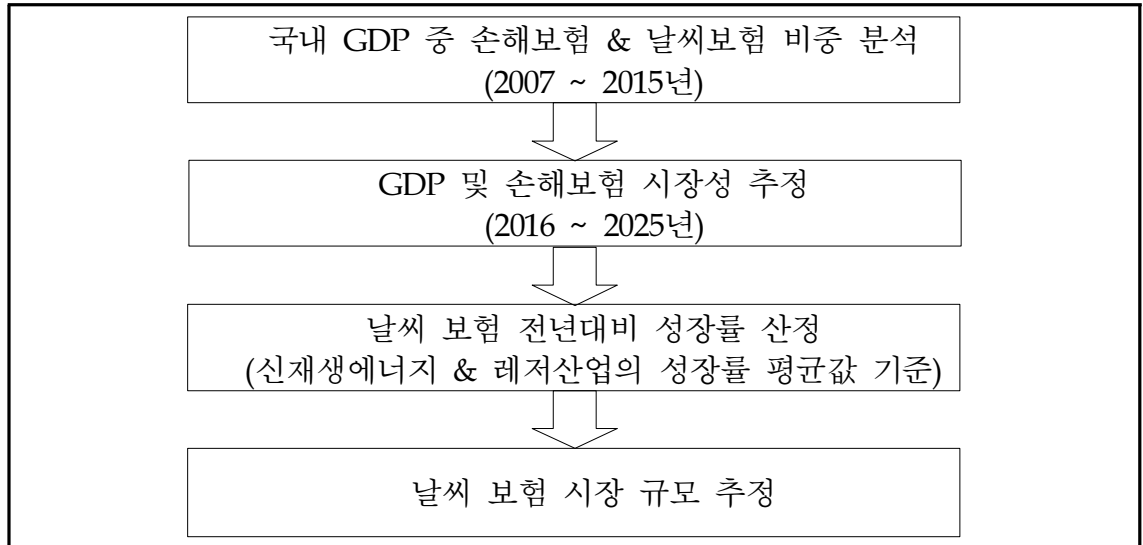 국내 GDP 중 손해보험 & 날씨보험 비중 분석
(2007 ~ 2015년)
GDP 및 손해보험 시장성 추정
(2016 ~ 2025년)
날씨 보험 전년대비 성장률 산정
(신재생에너지 & 레저산업의 성장률 평균값 기준)
날씨 보험 시장 규모 추정